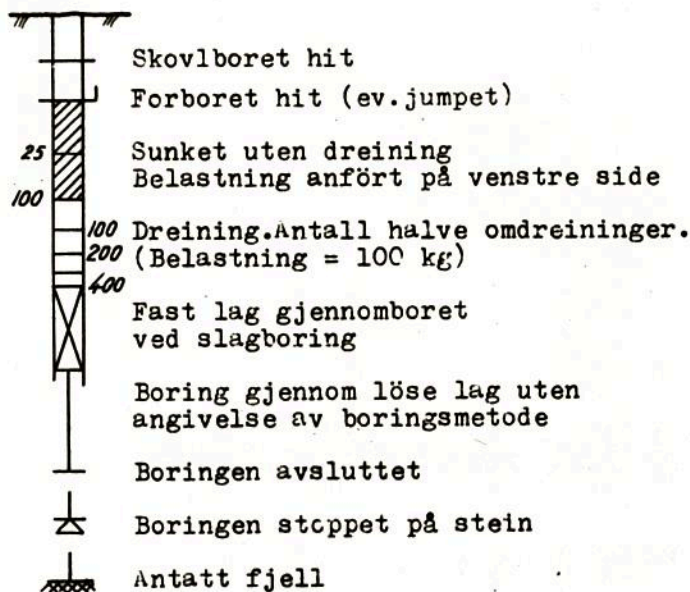 Skovlboret hit
Forboret hit (ev.jumpet)
25 Sunket uten dreining
Belastning anfört på venstre side
100
100 Dreining.Antall halve omdreininger.
200 (Belastning = 100 kg)
400
Fast lag gjennomboret
ved slagboring
Boring gjennom löse lag uten
angivelse av boringsmetode
Boringen avsluttet
Boringen stoppet på stein
Antatt fjell